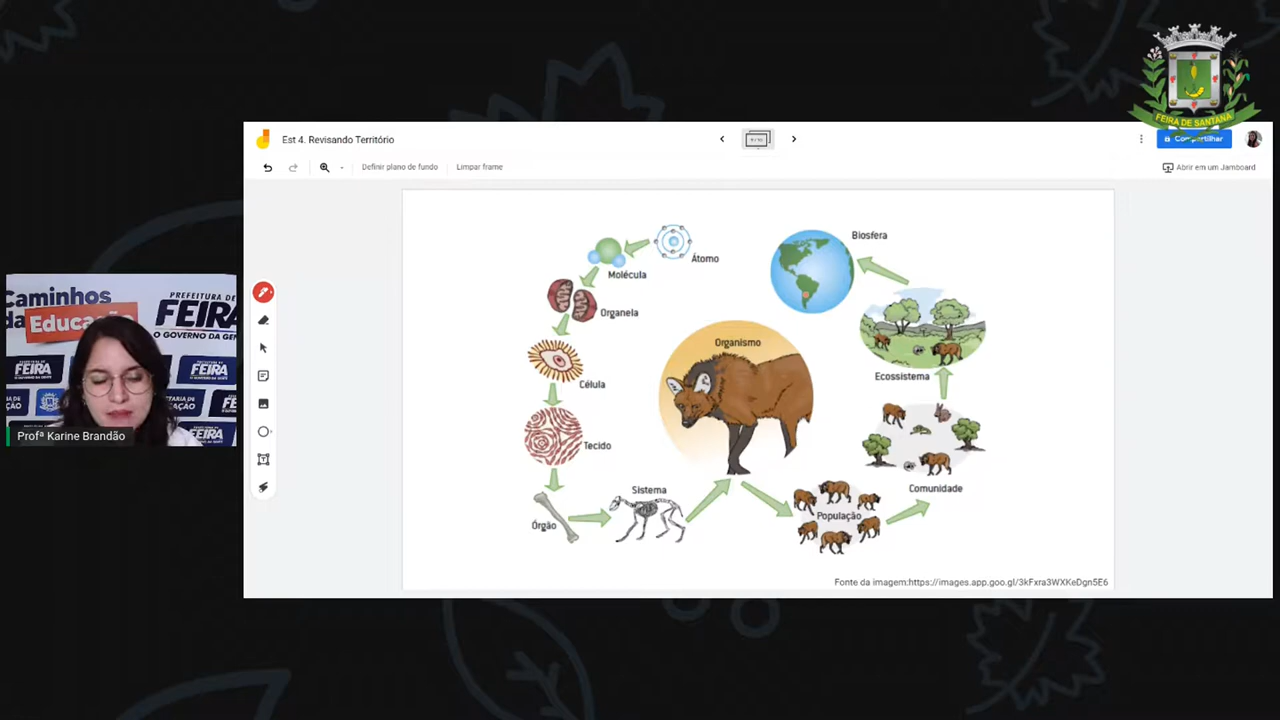 FEIRA DE SANTANA
Est 4. Revisando Território
Compartilhar
Definir plano de fundo
Limpar frame
Abrir em um Jamboard
Átomo
Molécula
Organela
Célula
Tecido
Órgão
Sistema
Organismo
População
Comunidade
Ecossistema
Biosfera
Fonte da imagem:https://images.app.goo.gl/3kFxra3WXKeDgn5E6
Caminhos
da Educação
PREFEITURA DE
FEIRA
O GOVERNO DA GEN
FEIRA
FEIRA
FEIRA
Profª Karine Brandão